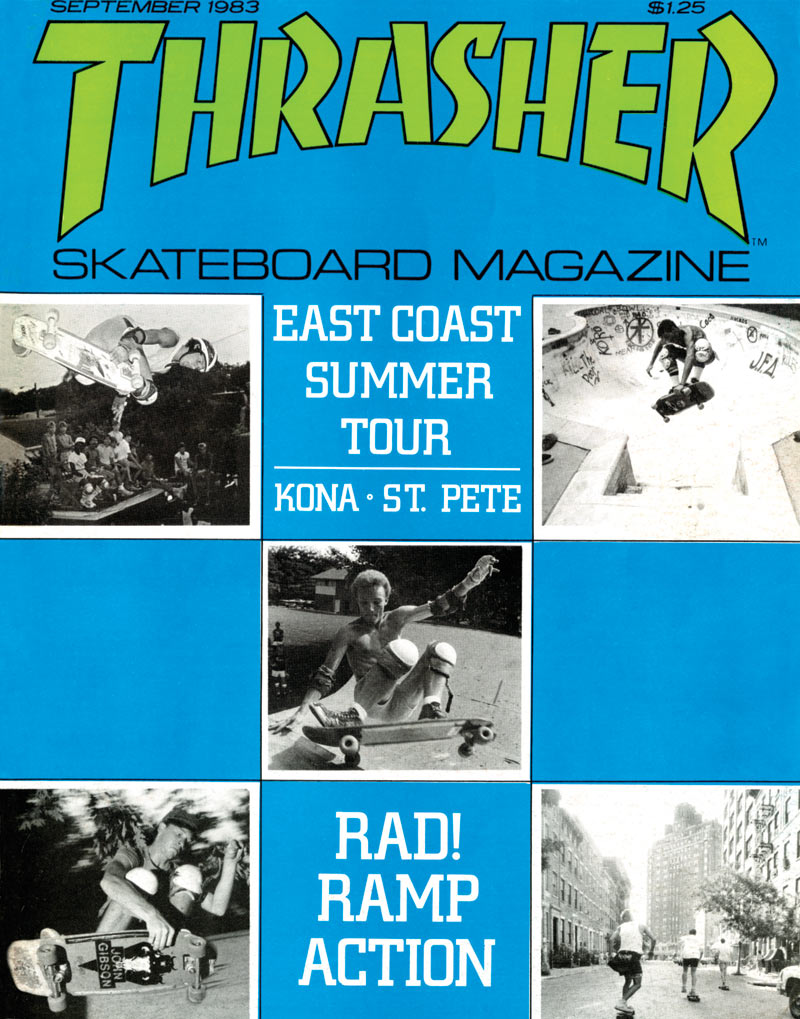 SEPTEMBER 1983
$1.25
THRASHER
TM
SKATEBOARD MAGAZINE
EAST COAST
SUMMER
TOUR
KONA • ST. PETE
J.F.A.
JOHN
GIBSON
RAD!
RAMP
ACTION